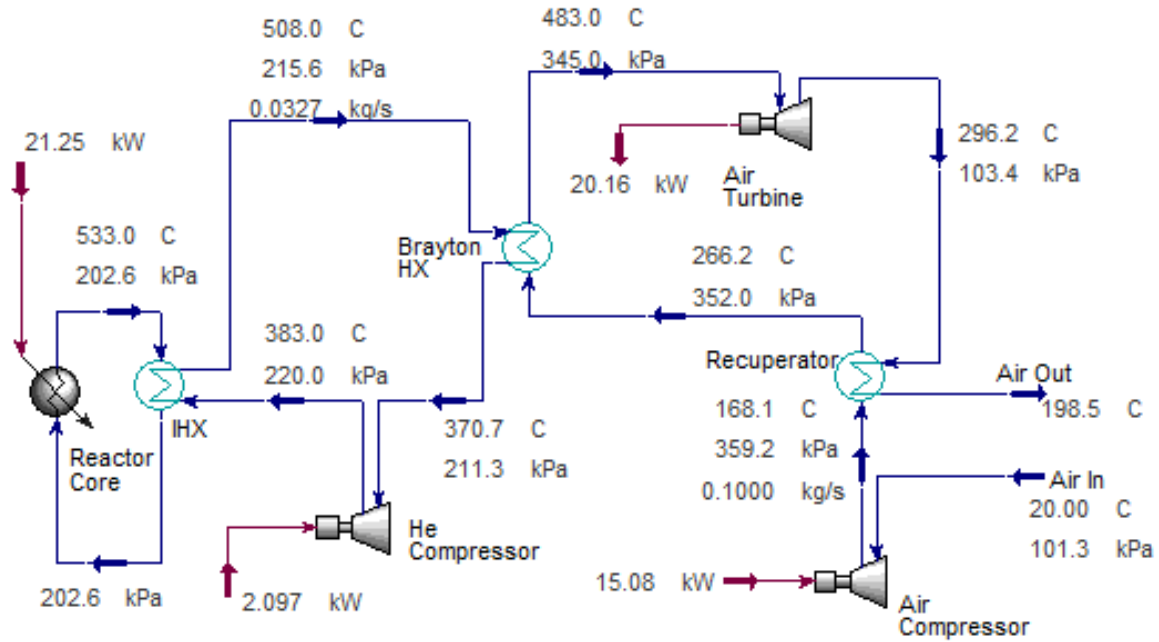 508.0 C
215.6 kPa
0.0327 kg/s
483.0 C
345.0 kPa
21.25 kW
20.16 kW
Air
Turbine
296.2 C
103.4 kPa
533.0 C
202.6 kPa
Brayton
HX
266.2 C
352.0 kPa
383.0 C
220.0 kPa
Recuperator
Air Out
198.5 C
IHX
Reactor
Core
370.7 C
211.3 kPa
168.1 C
359.2 kPa
0.1000 kg/s
Air In
20.00 C
101.3 kPa
He
Compressor
202.6 kPa
2.097 kW
15.08 kW
Air
Compressor